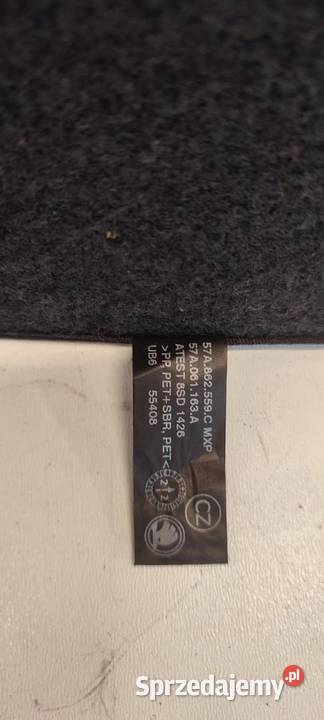 57A.862.559.C MXP
57A.061.163.A
ATEST 8SD 1426
>PP, PET+SBR, PET<
UB6 55408
CZ
Sprzedajemy.pl